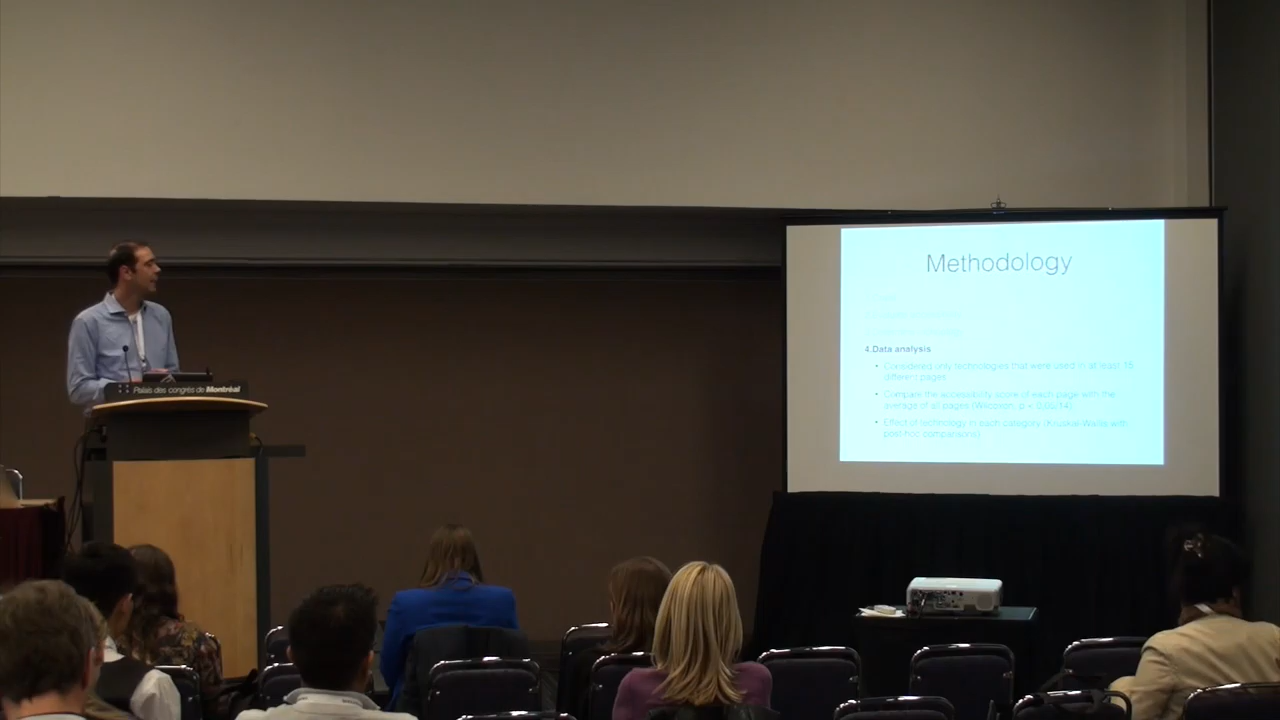 Methodology
4.Data analysis
• Considered only technologies that were used in at least 15
different pages
• Compare the accessibility score of each page with the
average of all pages (Wilcoxon, p = 0.05/14)
• Effect of technology in each category (Kruskal-Wallis with
post-hoc comparisons)
Palais des congrès de Montréal